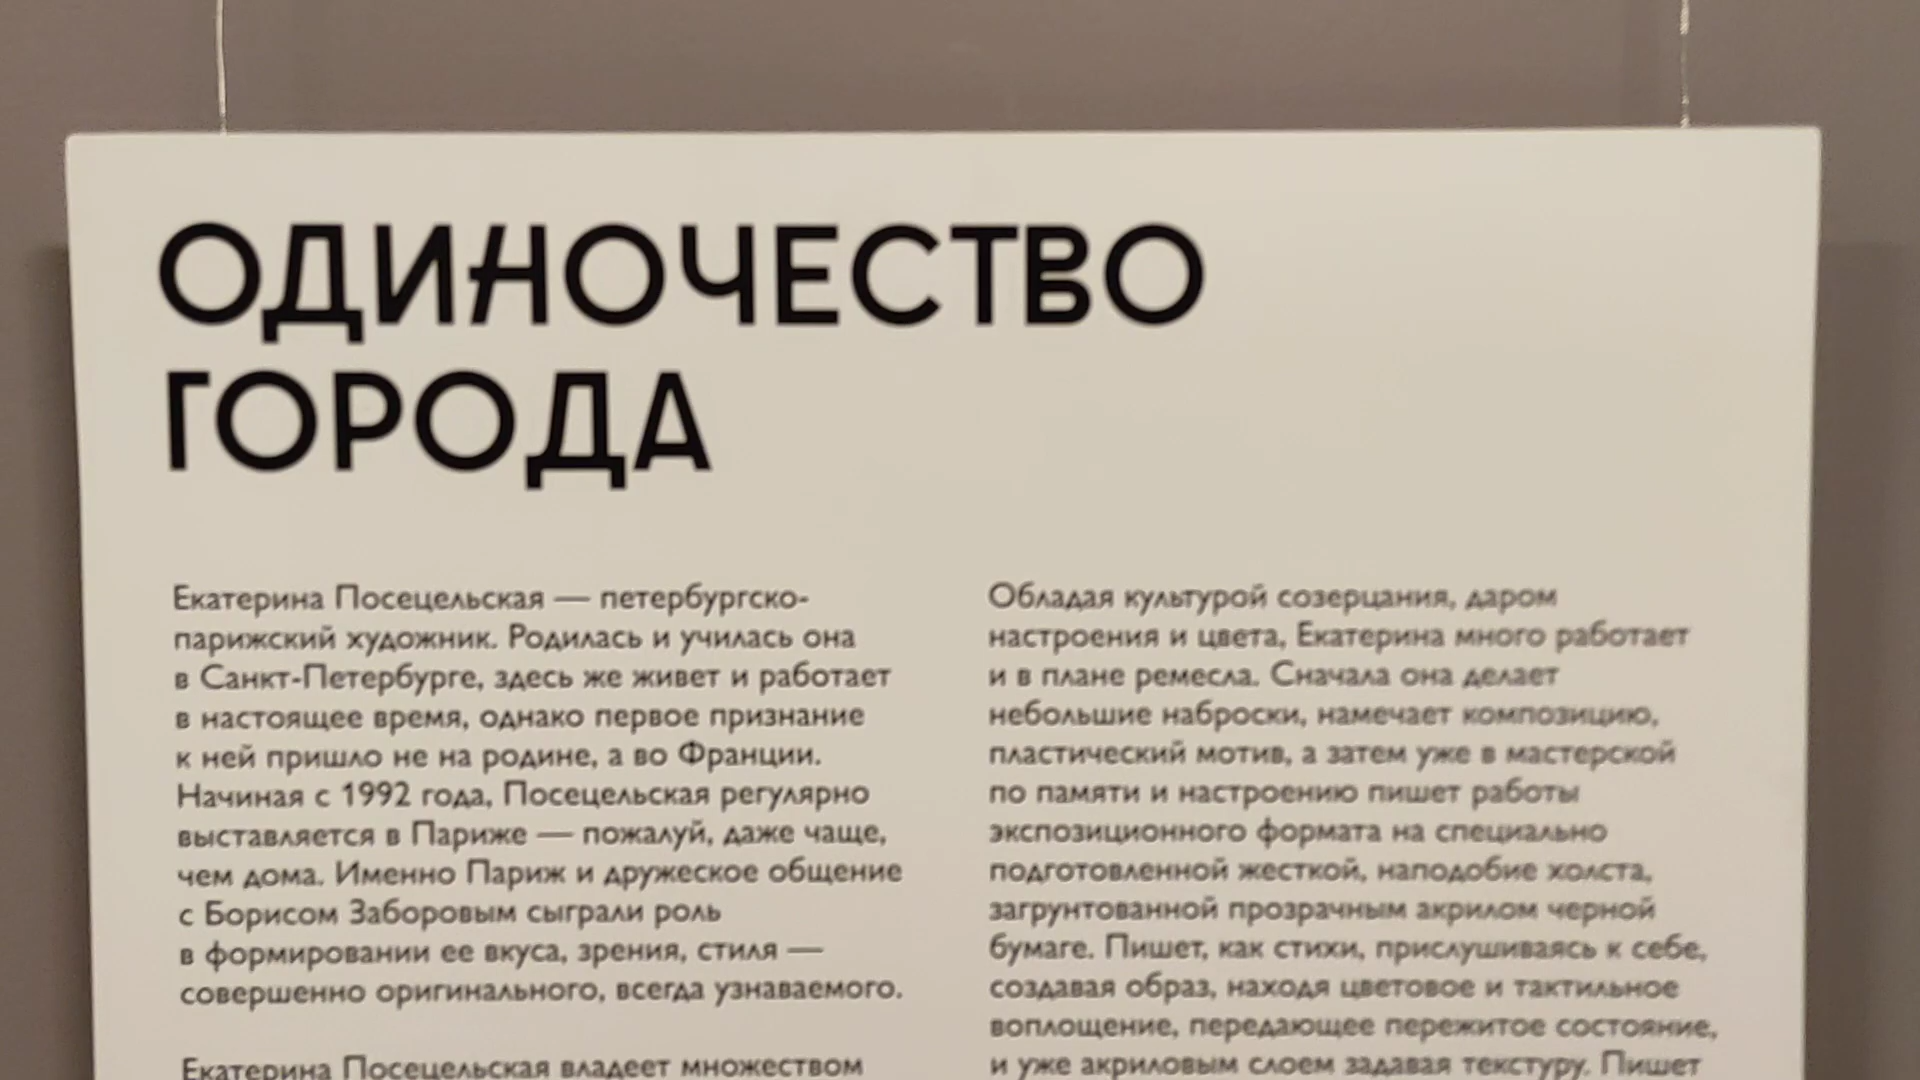 ОДИНОЧЕСТВО
ГОРОДА
Екатерина Посецельская — петербургско-
парижский художник. Родилась и училась она
в Санкт-Петербурге, здесь же живет и работает
в настоящее время, однако первое признание
к ней пришло не на родине, а во Франции.
Начиная с 1992 года, Посецельская регулярно
выставляется в Париже — пожалуй, даже чаще,
чем дома. Именно Париж и дружеское общение
с Борисом Заборовым сыграли роль
в формировании ее вкуса, зрения, стиля —
совершенно оригинального, всегда узнаваемого.
Екатерина Посецельская владеет множеством
Обладая культурой созерцания, даром
настроения и цвета, Екатерина много работает
и в плане ремесла. Сначала она делает
небольшие наброски, намечает композицию,
пластический мотив, а затем уже в мастерской
по памяти и настроению пишет работы
экспозиционного формата на специально
подготовленной жесткой, наподобие холста,
загрунтованной прозрачным акрилом черной
бумаге. Пишет, как стихи, прислушиваясь к себе,
создавая образ, находя цветовое и тактильное
воплощение, передающее пережитое состояние,
и уже акриловым слоем задавая текстуру. Пишет